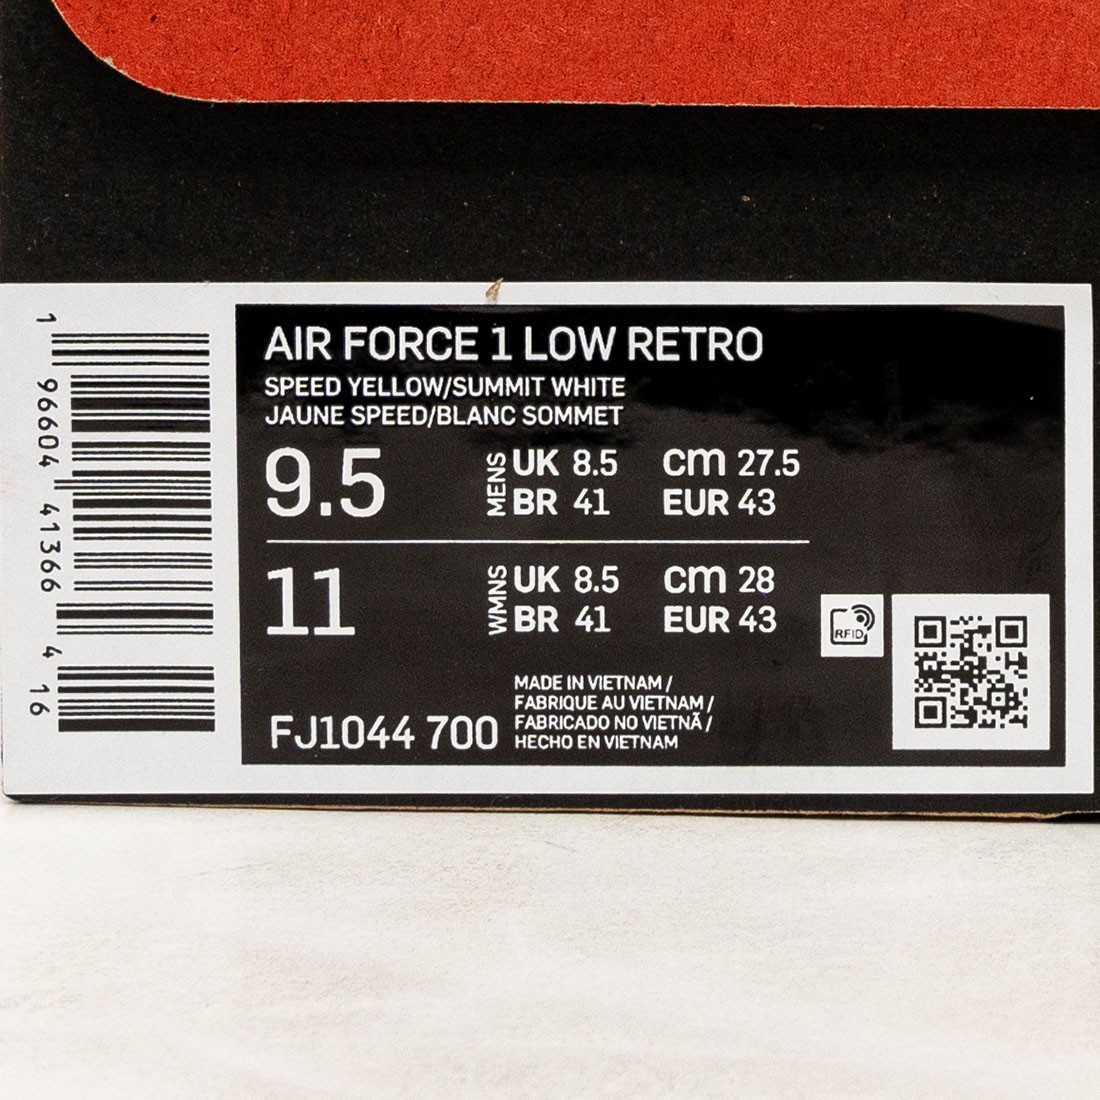 AIR FORCE 1 LOW RETRO
SPEED YELLOW/SUMMIT WHITE
JAUNE SPEED/BLANC SOMMET
9.5 MENS UK 8.5 cm 27.5
BR 41 EUR 43
11 WMNS UK 8.5 cm 28
BR 41 EUR 43
RFID
MADE IN VIETNAM /
FABRIQUE AU VIETNAM /
FABRICADO NO VIETNÃ /
HECHO EN VIETNAM
FJ1044 700
1 96604 41366 4 16